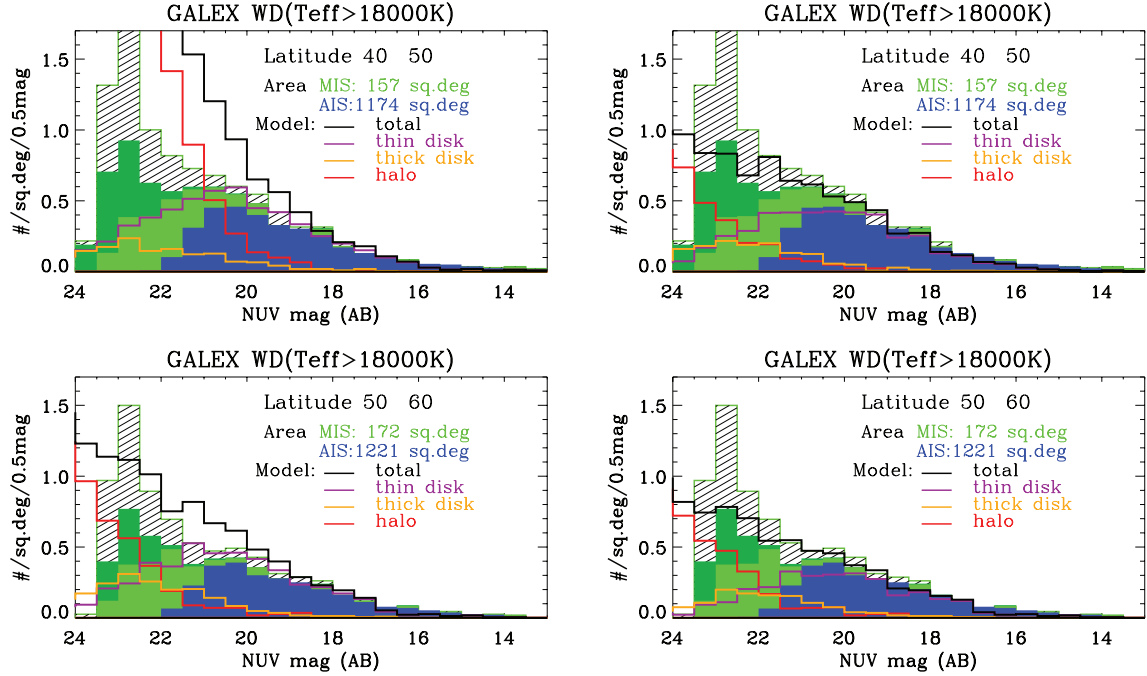 GALEX WD(Teff>18000K)
Latitude 40 50
Area MIS: 157 sq.deg
AIS:1174 sq.deg
Model: total
thin disk
thick disk
halo
#/sq.deg/0.5mag
1.5
1.0
0.5
0.0
24 22 20 18 16 14
NUV mag (AB)
GALEX WD(Teff>18000K)
Latitude 40 50
Area MIS: 157 sq.deg
AIS:1174 sq.deg
Model: total
thin disk
thick disk
halo
#/sq.deg/0.5mag
1.5
1.0
0.5
0.0
24 22 20 18 16 14
NUV mag (AB)
GALEX WD(Teff>18000K)
Latitude 50 60
Area MIS: 172 sq.deg
AIS:1221 sq.deg
Model: total
thin disk
thick disk
halo
#/sq.deg/0.5mag
1.5
1.0
0.5
0.0
24 22 20 18 16 14
NUV mag (AB)
GALEX WD(Teff>18000K)
Latitude 50 60
Area MIS: 172 sq.deg
AIS:1221 sq.deg
Model: total
thin disk
thick disk
halo
#/sq.deg/0.5mag
1.5
1.0
0.5
0.0
24 22 20 18 16 14
NUV mag (AB)